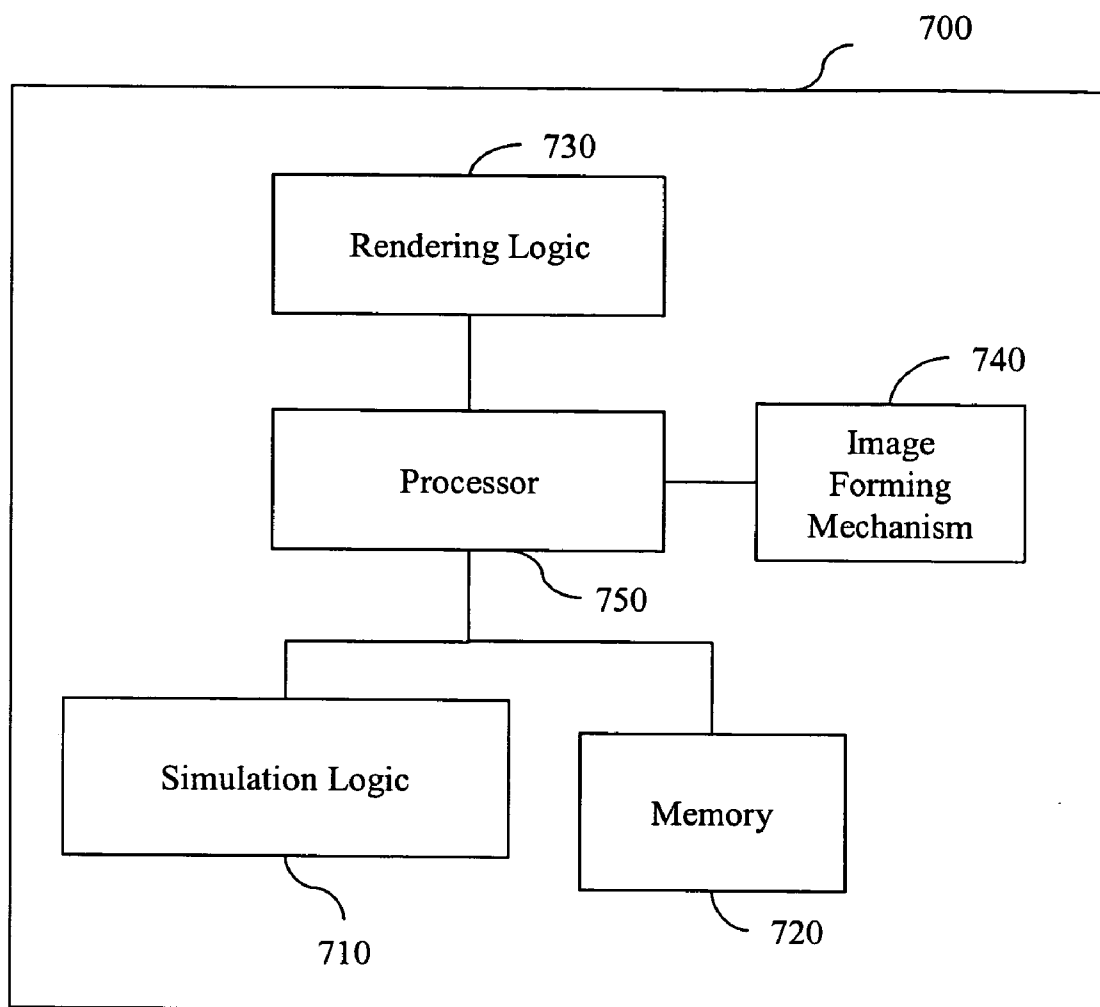 700
730
Rendering Logic
740
Image
Forming
Mechanism
Processor
750
Simulation Logic
Memory
710
720